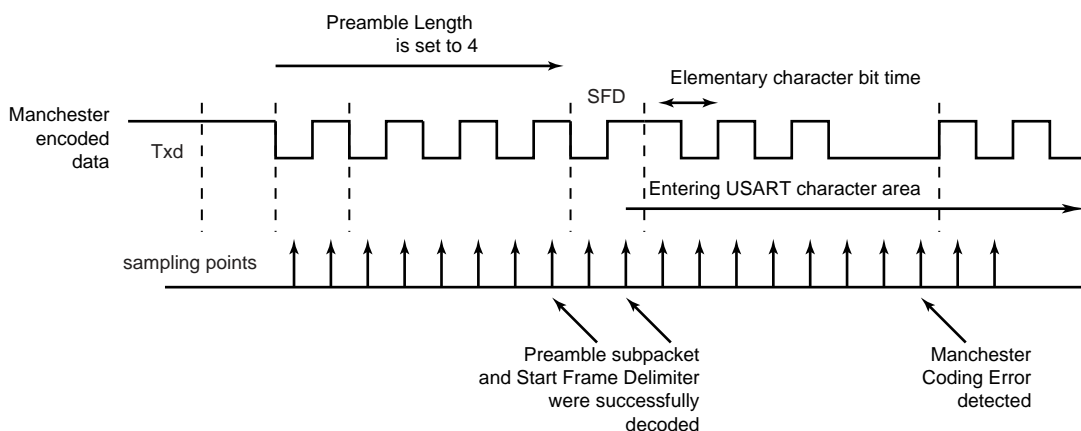 Preamble Length
is set to 4
Elementary character bit time
SFD
Manchester
encoded
data
Txd
Entering USART character area
sampling points
Preamble subpacket
and Start Frame Delimiter
were successfully
decoded
Manchester
Coding Error
detected